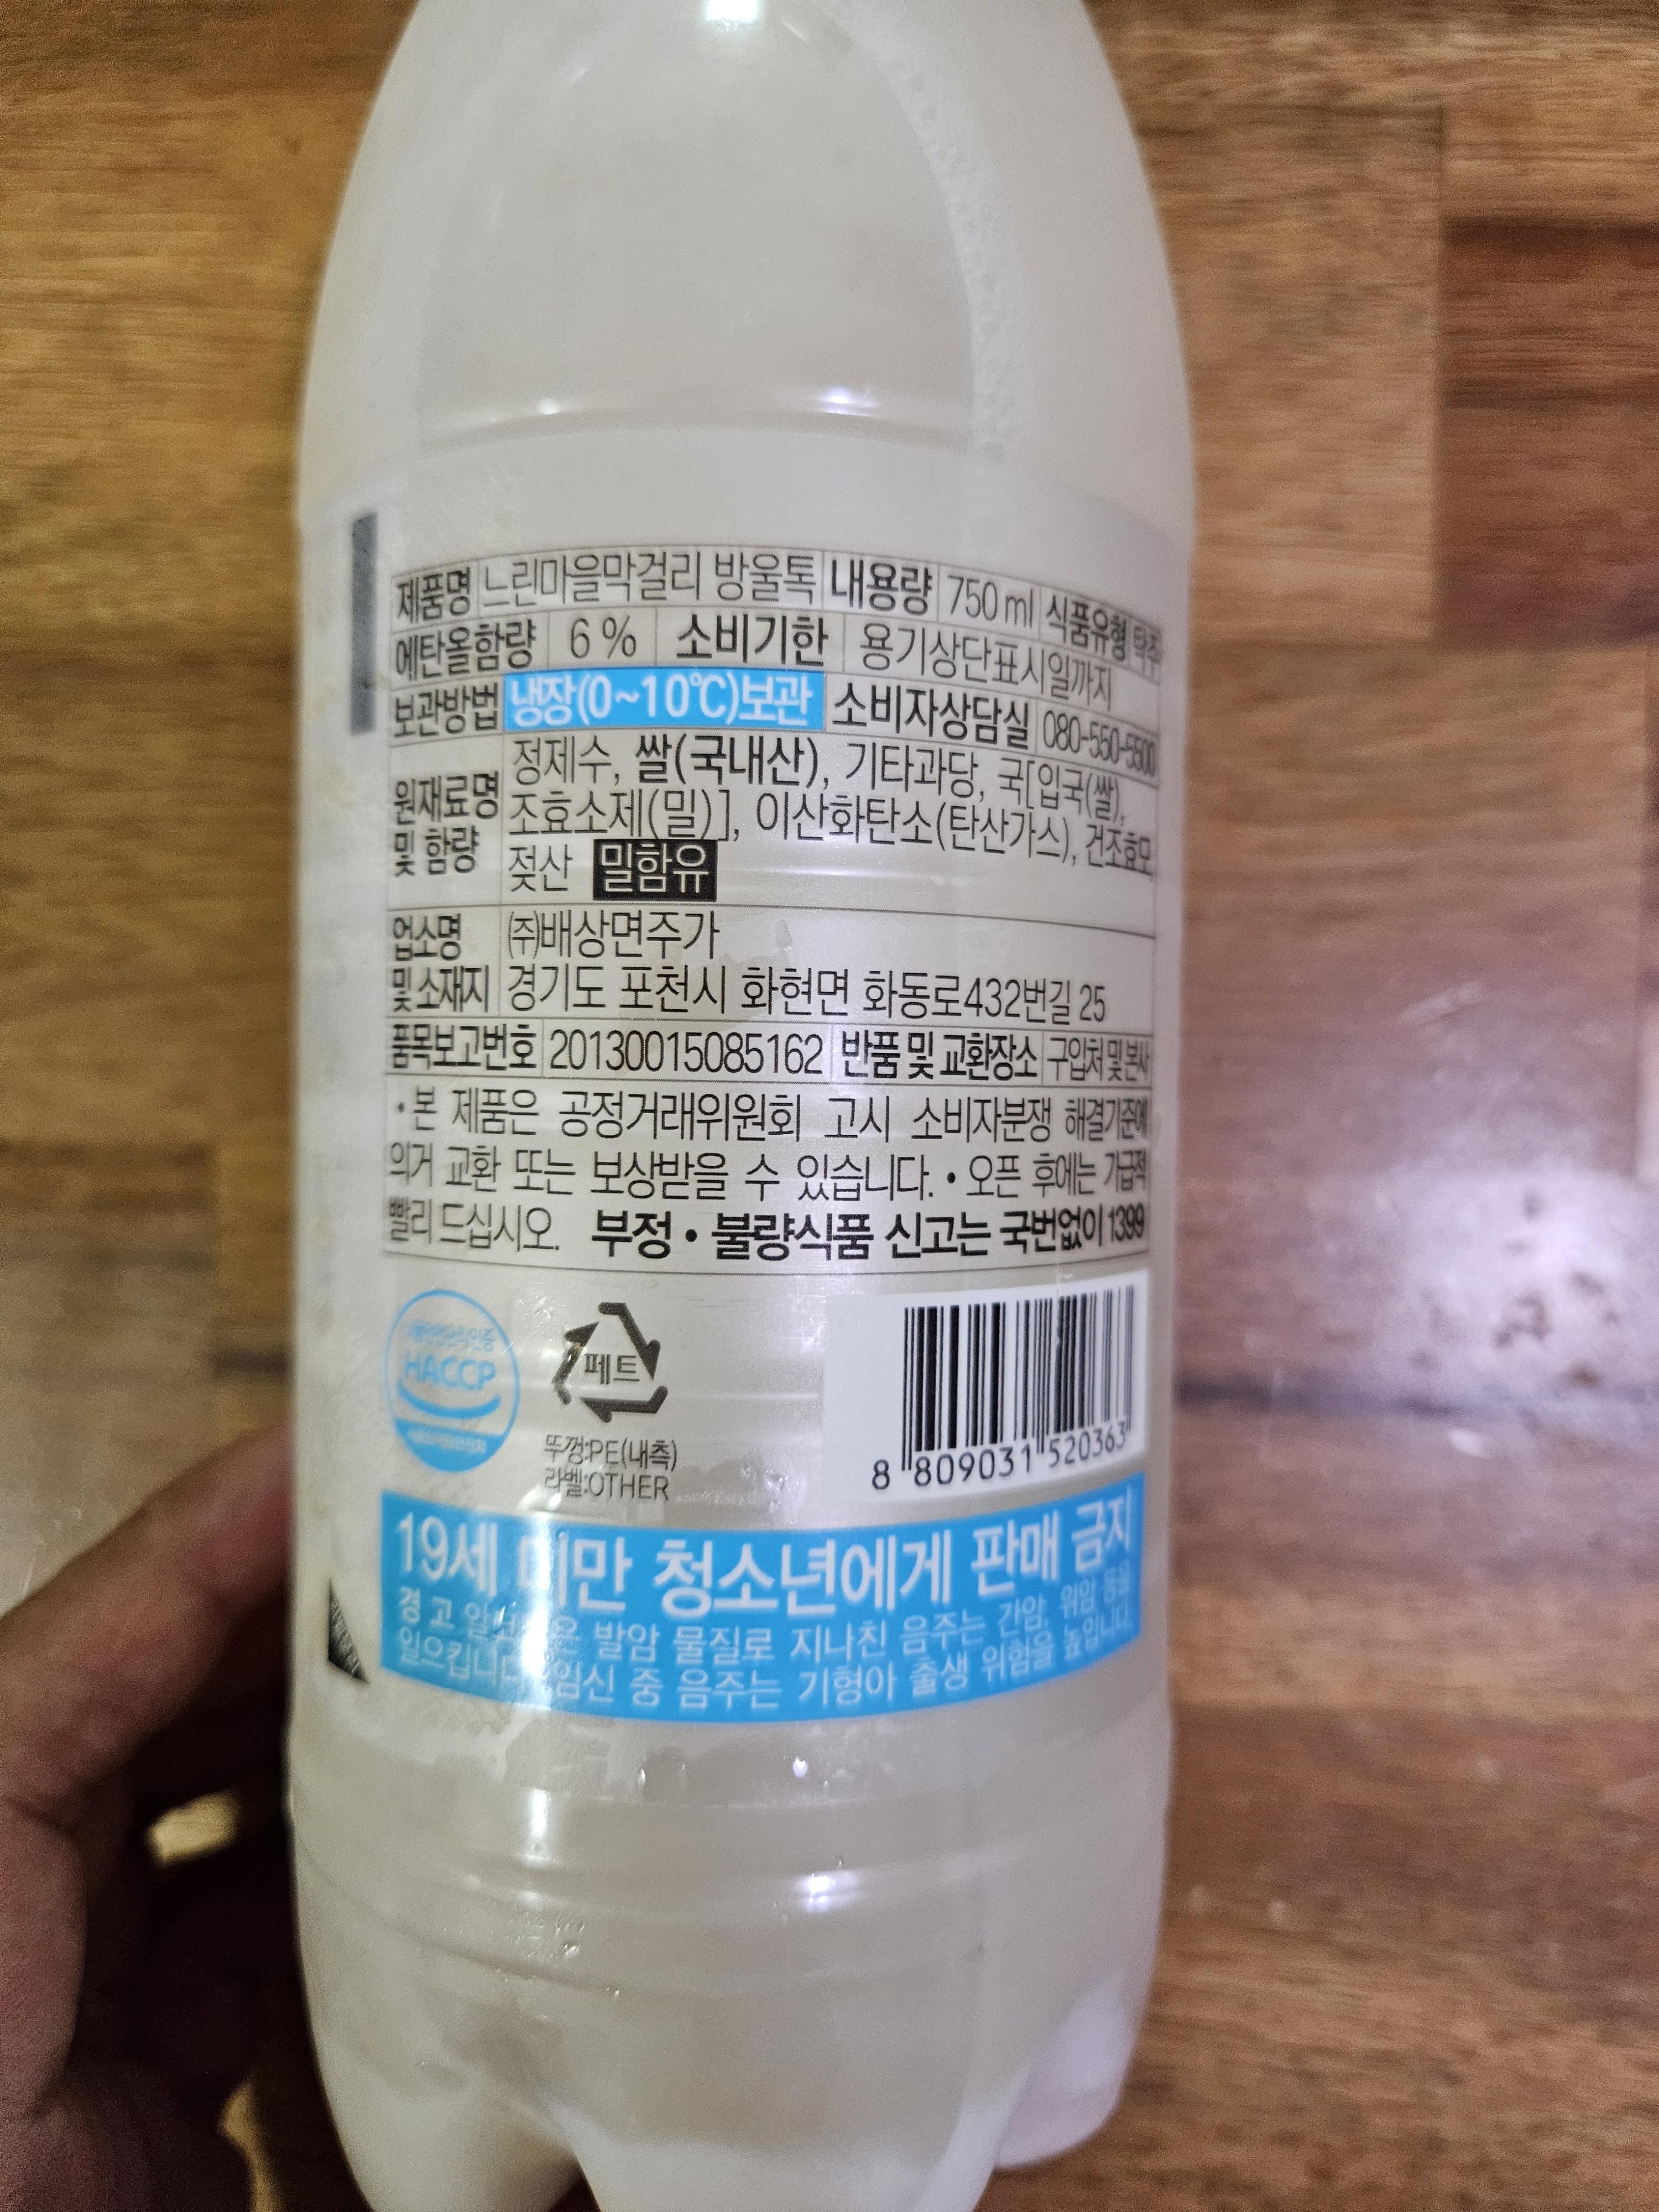 제품명 느린마을막걸리 방울톡 내용량 750ml 식품유형 탁주
에탄올함량 6% 소비기한 용기상단표시일까지
보관방법 냉장(0~10℃)보관 소비자상담실 080-550-5500
원재료명 및 함량 정제수, 쌀(국내산), 기타과당, 국[입국(쌀),
조효소제(밀)], 이산화탄소(탄산가스), 건조효모
젖산 밀함유
업소명 ㈜배상면주가
및 소재지 경기도 포천시 화현면 화동로432번길 25
품목보고번호 20130015085162 반품 및 교환장소 구입처 및 본사
•본 제품은 공정거래위원회 고시 소비자분쟁 해결기준에
의거 교환 또는 보상받을 수 있습니다. •오픈 후에는 가급적
빨리 드십시오. 부정•불량식품 신고는 국번없이 1399
HACCP
페트
뚜껑:PE(내측)
라벨:OTHER
8 809031 520363
19세 미만 청소년에게 판매 금지
경고 발암 물질로 지나친 음주는 간암, 위암 등을
일으킵니다. 임신 중 음주는 기형아 출생 위험을 높입니다.